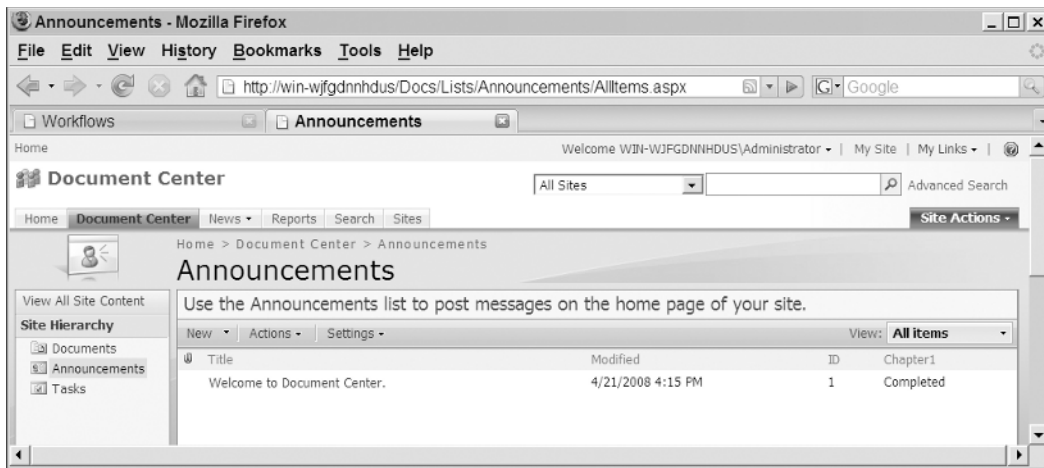 Announcements - Mozilla Firefox
File Edit View History Bookmarks Tools Help
http://win-wjfgdnnhdus/Docs/Lists/Announcements/AllItems.aspx G Google
Workflows Announcements
Home Welcome WIN-WJFGDNNHDUS\Administrator | My Site | My Links |
Document Center All Sites Advanced Search
Home Document Center News Reports Search Sites Site Actions
Home > Document Center > Announcements
Announcements
View All Site Content Use the Announcements list to post messages on the home page of your site.
Site Hierarchy New Actions Settings View: All items
Documents Title Modified ID Chapter1
Announcements Welcome to Document Center. 4/21/2008 4:15 PM 1 Completed
Tasks